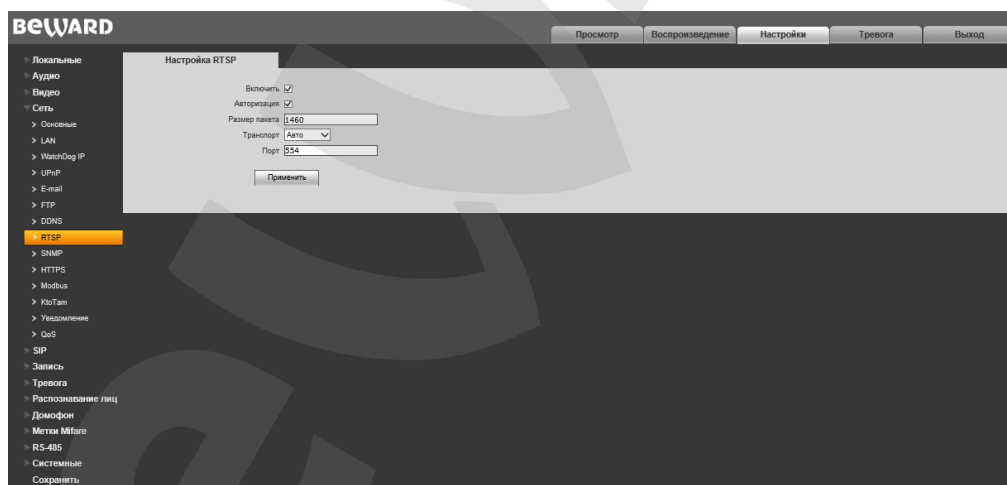 BEWARD
Просмотр
Воспроизведение
Настройки
Тревога
Выход
Локальные
Аудио
Видео
Сеть
Основные
LAN
WatchDog IP
UPnP
E-mail
FTP
DDNS
RTSP
SNMP
HTTPS
Modbus
KtoTam
Уведомление
QoS
SIP
Запись
Тревога
Распознавание лиц
Домофон
Метки Mifare
RS-485
Системные
Сохранить
Настройка RTSP
Включить
Авторизация
Размер пакета 1460
Транспорт Авто
Порт 554
Применить